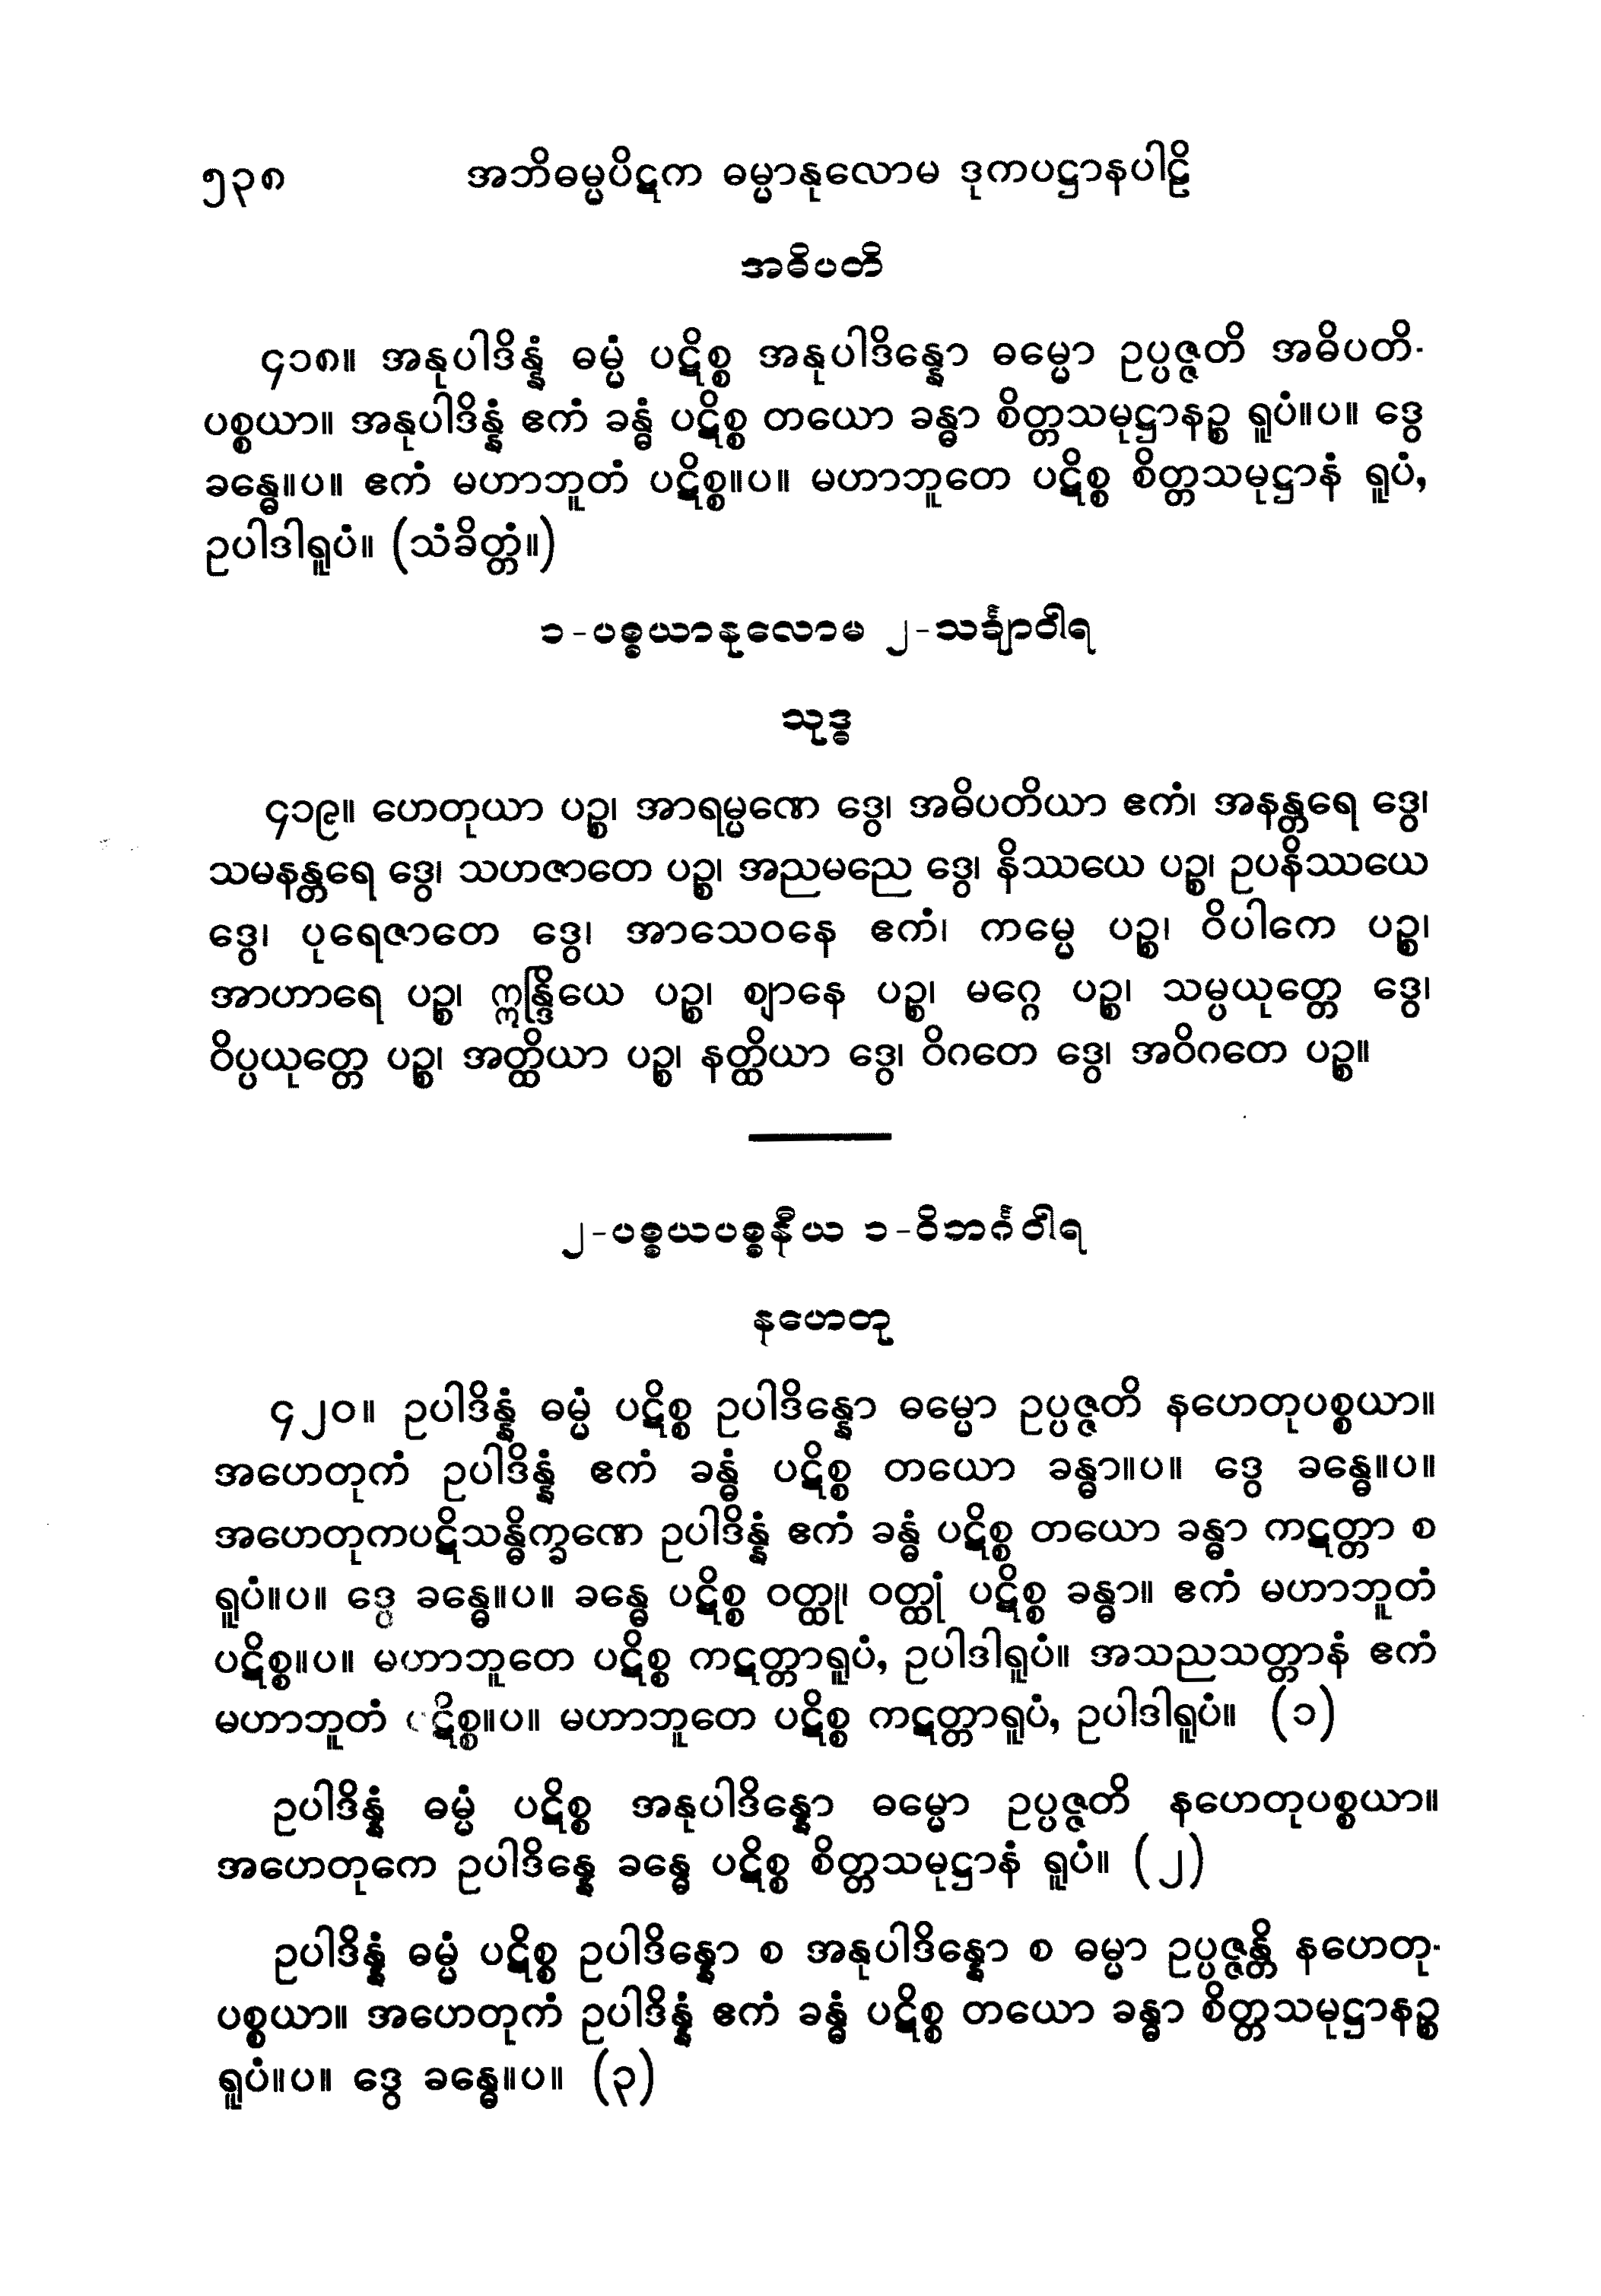 ၅၃၈ အဘိဓမ္မပိဋက ဓမ္မာနုလောမ ဒုကပဋ္ဌာနပါဠိ
အဓိပတိ
၄၁၈။ အနုပါဒိန္နံ ဓမ္မံ ပဋိစ္စ အနုပါဒိန္နော ဓမ္မော ဥပ္ပဇ္ဇတိ အဓိပတိ-
ပစ္စယာ။ အနုပါဒိန္နံ ဧကံ ခန္ဓံ ပဋိစ္စ တယော ခန္ဓာ စိတ္တသမုဋ္ဌာနဉ္စ ရူပံ။ပ။ ဒွေ
ခန္ဓေ။ပ။ ဧကံ မဟာဘူတံ ပဋိစ္စ။ပ။ မဟာဘူတေ ပဋိစ္စ စိတ္တသမုဋ္ဌာနံ ရူပံ,
ဥပါဒါရူပံ။ (သံခိတ္တံ။)
၁-ပစ္စယာနုလောမ ၂-သင်္ချာဝါရ
သုဒ္ဓ
၄၁၉။ ဟေတုယာ ပဉ္စ၊ အာရမ္မဏေ ဒွေ၊ အဓိပတိယာ ဧကံ၊ အနန္တရေ ဒွေ၊
သမနန္တရေ ဒွေ၊ သဟဇာတေ ပဉ္စ၊ အညမညေ ဒွေ၊ နိဿယေ ပဉ္စ၊ ဥပနိဿယေ
ဒွေ၊ ပုရေဇာတေ ဒွေ၊ အာသေဝနေ ဧကံ၊ ကမ္မေ ပဉ္စ၊ ဝိပါကေ ပဉ္စ၊
အာဟာရေ ပဉ္စ၊ ဣန္ဒြိယေ ပဉ္စ၊ ဈာနေ ပဉ္စ၊ မဂ္ဂေ ပဉ္စ၊ သမ္ပယုတ္တေ ဒွေ၊
ဝိပ္ပယုတ္တေ ပဉ္စ၊ အတ္ထိယာ ပဉ္စ၊ နတ္ထိယာ ဒွေ၊ ဝိဂတေ ဒွေ၊ အဝိဂတေ ပဉ္စ။
၂-ပစ္စယပစ္စနီယ ၁-ဝိဘင်္ဂဝါရ
နဟေတု
၄၂၀။ ဥပါဒိန္နံ ဓမ္မံ ပဋိစ္စ ဥပါဒိန္နော ဓမ္မော ဥပ္ပဇ္ဇတိ နဟေတုပစ္စယာ။
အဟေတုကံ ဥပါဒိန္နံ ဧကံ ခန္ဓံ ပဋိစ္စ တယော ခန္ဓာ။ပ။ ဒွေ ခန္ဓေ။ပ။
အဟေတုကပဋိသန္ဓိက္ခဏေ ဥပါဒိန္နံ ဧကံ ခန္ဓံ ပဋိစ္စ တယော ခန္ဓာ ကဋတ္တာ စ
ရူပံ။ပ။ ဒွေ ခန္ဓေ။ပ။ ခန္ဓေ ပဋိစ္စ ဝတ္ထု၊ ဝတ္ထုံ ပဋိစ္စ ခန္ဓာ။ ဧကံ မဟာဘူတံ
ပဋိစ္စ။ပ။ မဟာဘူတေ ပဋိစ္စ ကဋတ္တာရူပံ, ဥပါဒါရူပံ။ အသညသတ္တာနံ ဧကံ
မဟာဘူတံ ပဋိစ္စ။ပ။ မဟာဘူတေ ပဋိစ္စ ကဋတ္တာရူပံ, ဥပါဒါရူပံ။ (၁)
ဥပါဒိန္နံ ဓမ္မံ ပဋိစ္စ အနုပါဒိန္နော ဓမ္မော ဥပ္ပဇ္ဇတိ နဟေတုပစ္စယာ။
အဟေတုကေ ဥပါဒိန္နေ ခန္ဓေ ပဋိစ္စ စိတ္တသမုဋ္ဌာနံ ရူပံ။ (၂)
ဥပါဒိန္နံ ဓမ္မံ ပဋိစ္စ ဥပါဒိန္နော စ အနုပါဒိန္နော စ ဓမ္မာ ဥပ္ပဇ္ဇန္တိ နဟေတု-
ပစ္စယာ။ အဟေတုကံ ဥပါဒိန္နံ ဧကံ ခန္ဓံ ပဋိစ္စ တယော ခန္ဓာ စိတ္တသမုဋ္ဌာနဉ္စ
ရူပံ။ပ။ ဒွေ ခန္ဓေ။ပ။ (၃)